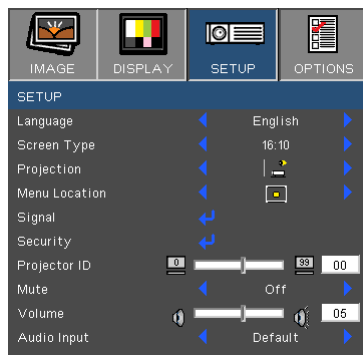 IMAGE DISPLAY SETUP OPTIONS
SETUP
Language English
Screen Type 16:10
Projection
Menu Location
Signal
Security
Projector ID 0 99 00
Mute Off
Volume 05
Audio Input Default